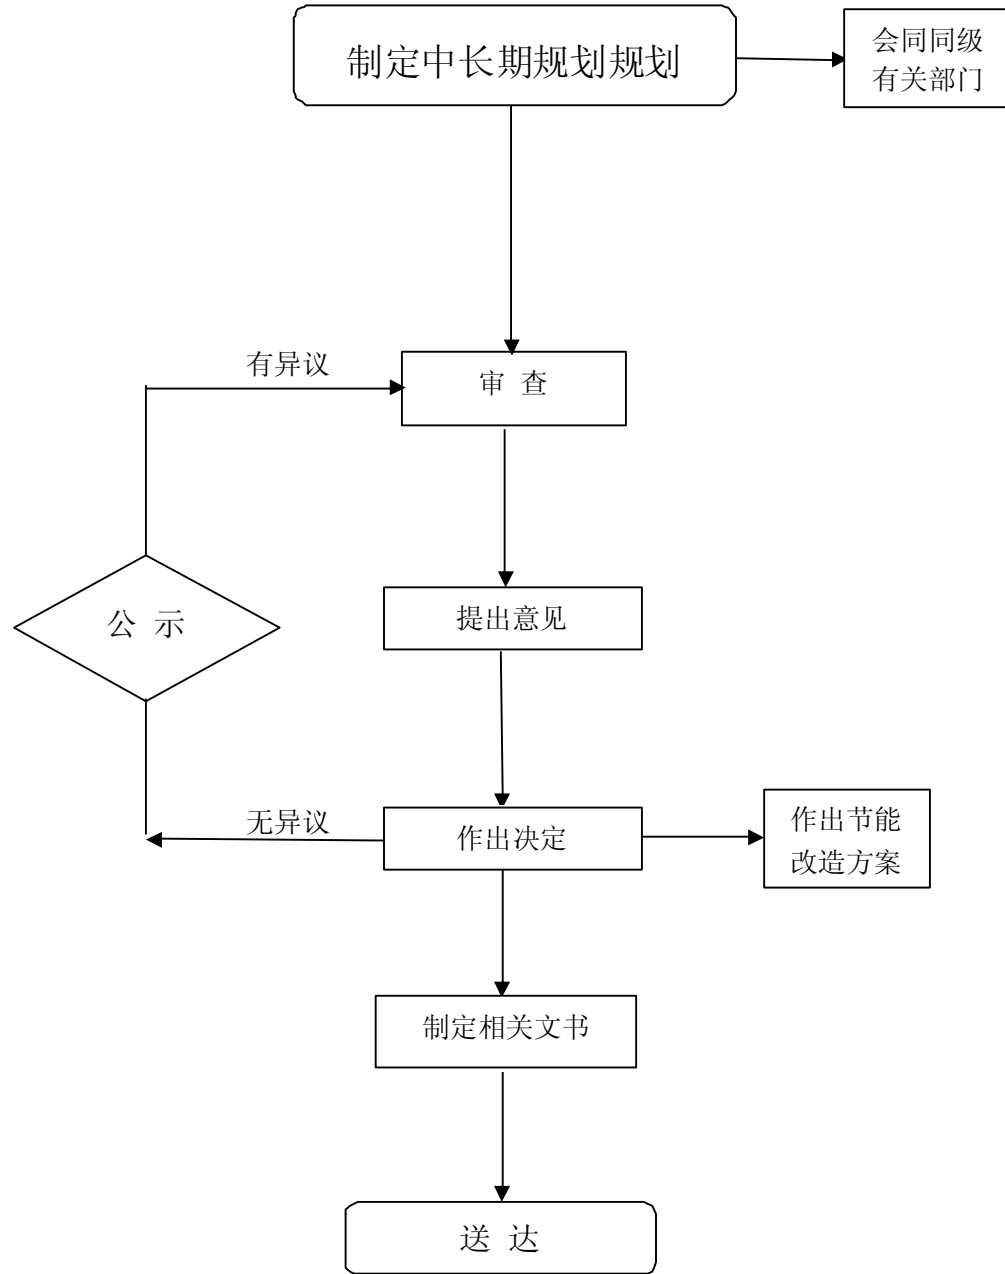 制定中长期规划规划
会同同级
有关部门
有异议
审 查
公 示
提出意见
无异议
作出决定
作出节能
改造方案
制定相关文书
送 达